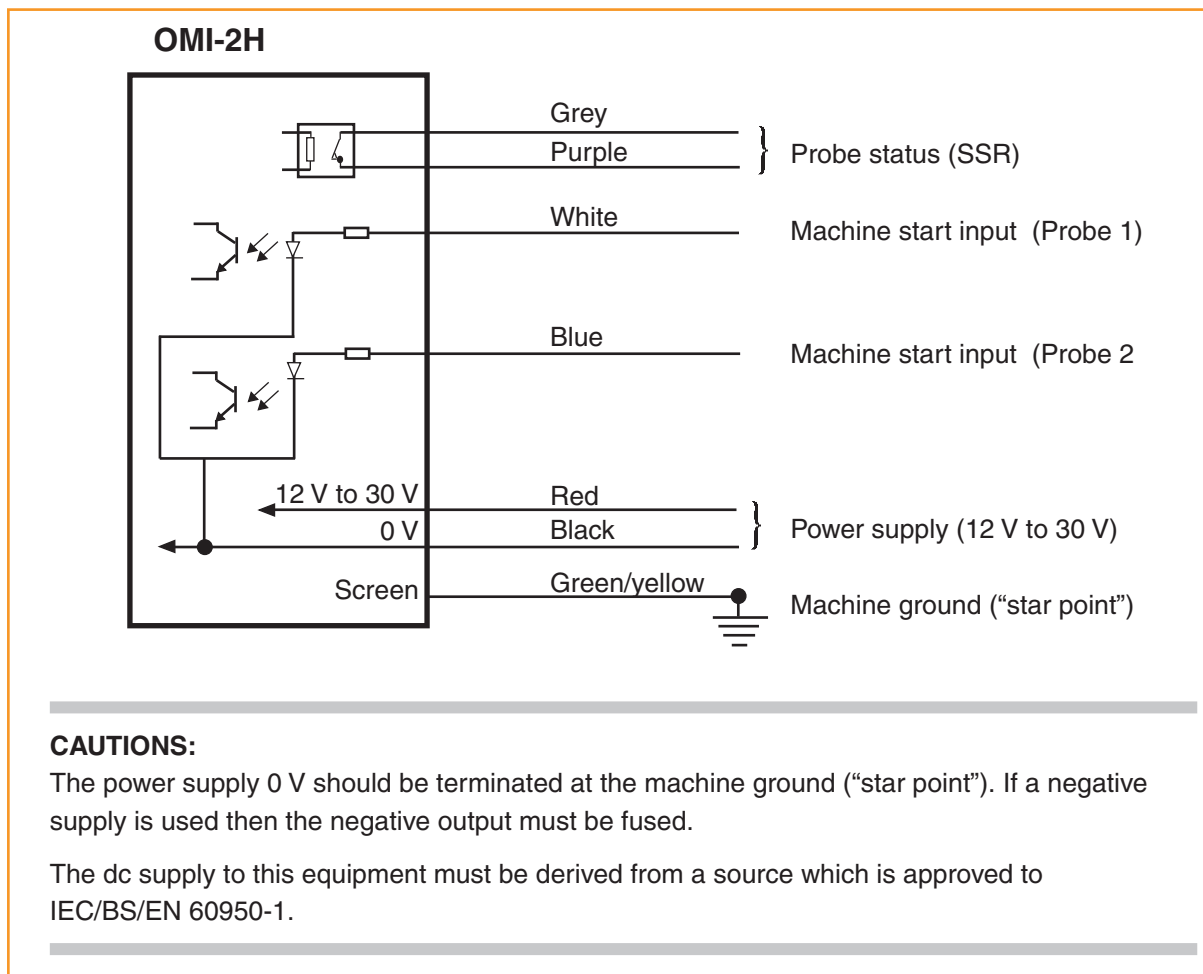 OMI-2H
Grey
Purple
Probe status (SSR)
White
Machine start input (Probe 1)
Blue
Machine start input (Probe 2
12 V to 30 V
Red
0 V
Black
Power supply (12 V to 30 V)
Screen
Green/yellow
Machine ground (“star point”)
CAUTIONS:
The power supply 0 V should be terminated at the machine ground (“star point”). If a negative
supply is used then the negative output must be fused.
The dc supply to this equipment must be derived from a source which is approved to
IEC/BS/EN 60950-1.